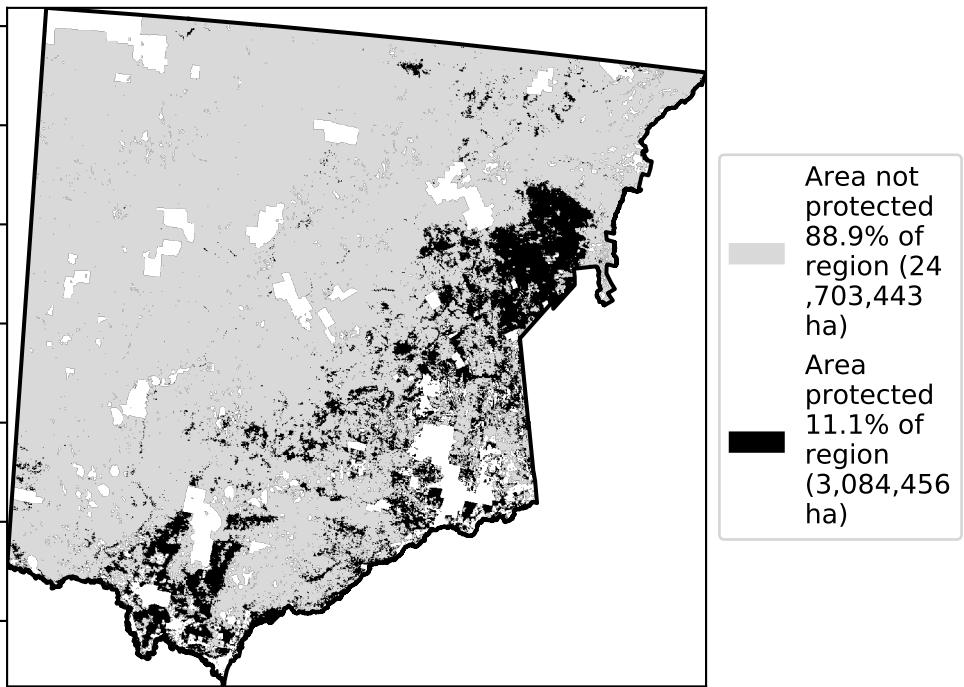 Area not
protected
88.9% of
region (24
,703,443
ha)
Area
protected
11.1% of
region
(3,084,456
ha)